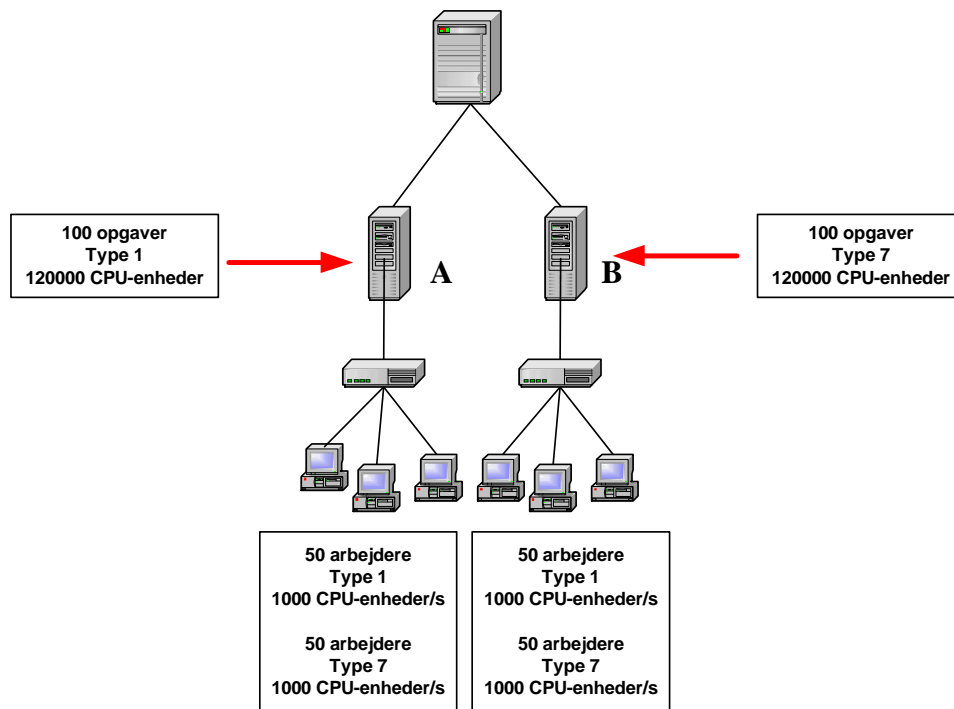 100 opgaver
Type 1
120000 CPU-enheder
A
B
100 opgaver
Type 7
120000 CPU-enheder
50 arbejdere
Type 1
1000 CPU-enheder/s
50 arbejdere
Type 7
1000 CPU-enheder/s
50 arbejdere
Type 1
1000 CPU-enheder/s
50 arbejdere
Type 7
1000 CPU-enheder/s